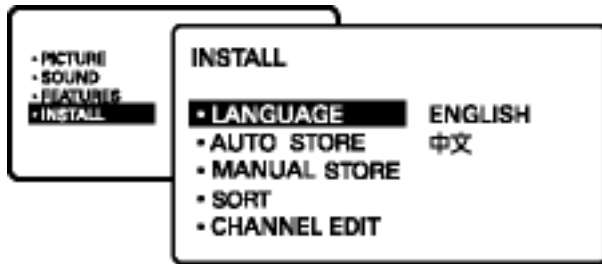 • PICTURE
• SOUND
• FEATURES
• INSTALL
INSTALL
• LANGUAGE ENGLISH
• AUTO STORE 中文
• MANUAL STORE
• SORT
• CHANNEL EDIT